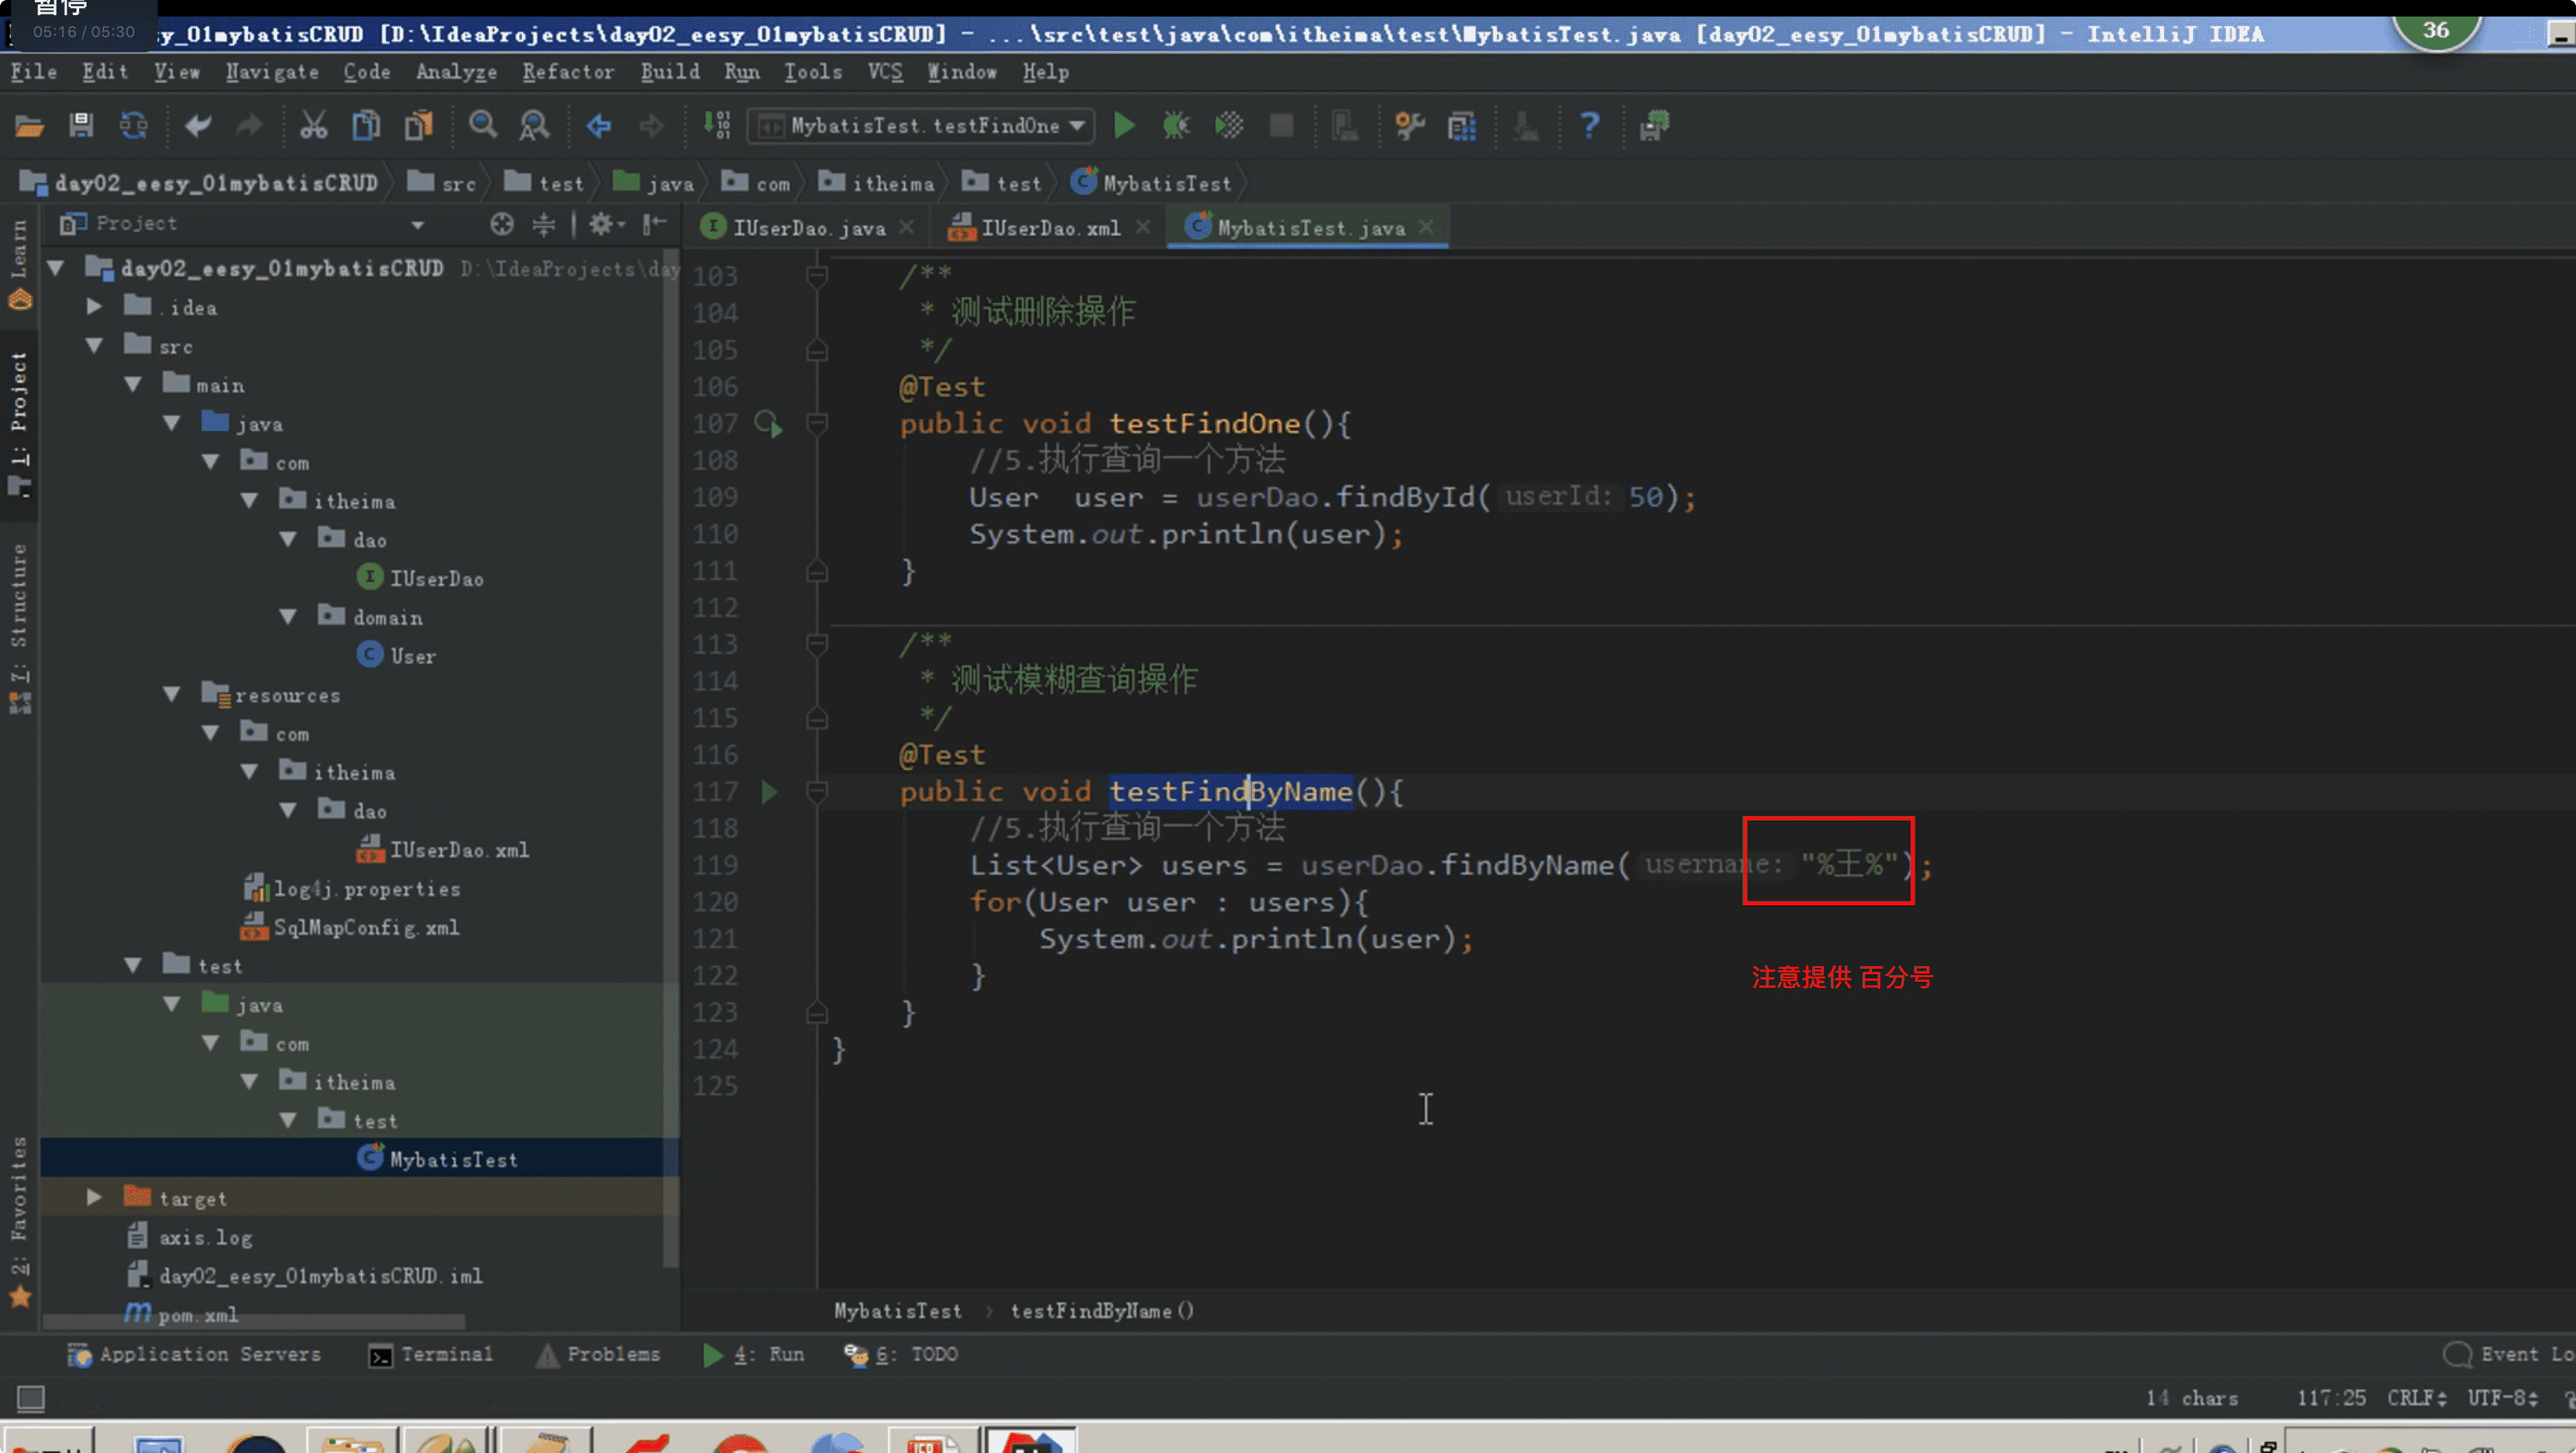 暂停
05:16 / 05:30
sy_01mybatisCRUD [D:\IdeaProjects\day02_eesy_01mybatisCRUD] - ...\src\test\java\com\itheima\test\MybatisTest.java [day02_eesy_01mybatisCRUD] - IntelliJ IDEA
36
File Edit View Navigate Code Analyze Refactor Build Run Tools VCS Window Help
MybatisTest.testFindOne
day02_eesy_01mybatisCRUD src test java com itheima test MybatisTest
Project
IUserDao.java IUserDao.xml MybatisTest.java
Learn
1: Project
7: Structure
2: Favorites
day02_eesy_01mybatisCRUD D:\IdeaProjects\day
.idea
src
main
java
com
itheima
dao
IUserDao
domain
User
resources
com
itheima
dao
IUserDao.xml
log4j.properties
SqlMapConfig.xml
test
java
com
itheima
test
MybatisTest
target
axis.log
day02_eesy_01mybatisCRUD.iml
pom.xml
103 /**
104 * 测试删除操作
105 */
106 @Test
107 public void testFindOne(){
108 //5.执行查询一个方法
109 User user = userDao.findById( userId: 50);
110 System.out.println(user);
111 }
112
113 /**
114 * 测试模糊查询操作
115 */
116 @Test
117 public void testFindByName(){
118 //5.执行查询一个方法
119 List<User> users = userDao.findByName( username: "%王%");
120 for(User user : users){
121 System.out.println(user);
122 }
注意提供 百分号
123 }
124 }
125
MybatisTest › testFindByName()
Application Servers Terminal Problems 4: Run 6: TODO Event Lo
14 chars 117:25 CRLF UTF-8